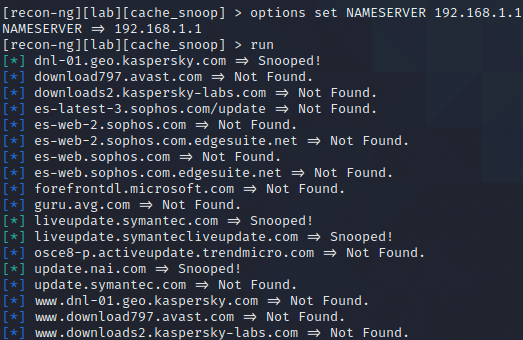 [recon-ng][lab][cache_snoop] > options set NAMESERVER 192.168.1.1
NAMESERVER => 192.168.1.1
[recon-ng][lab][cache_snoop] > run
[*] dnl-01.geo.kaspersky.com => Snooped!
[*] download797.avast.com => Not Found.
[*] downloads2.kaspersky-labs.com => Not Found.
[*] es-latest-3.sophos.com/update => Not Found.
[*] es-web-2.sophos.com => Not Found.
[*] es-web-2.sophos.com.edgesuite.net => Not Found.
[*] es-web.sophos.com => Not Found.
[*] es-web.sophos.com.edgesuite.net => Not Found.
[*] forefrontdl.microsoft.com => Not Found.
[*] guru.avg.com => Not Found.
[*] liveupdate.symantec.com => Snooped!
[*] liveupdate.symantecliveupdate.com => Snooped!
[*] osce8-p.activeupdate.trendmicro.com => Not Found.
[*] update.nai.com => Snooped!
[*] update.symantec.com => Not Found.
[*] www.dnl-01.geo.kaspersky.com => Not Found.
[*] www.download797.avast.com => Not Found.
[*] www.downloads2.kaspersky-labs.com => Not Found.